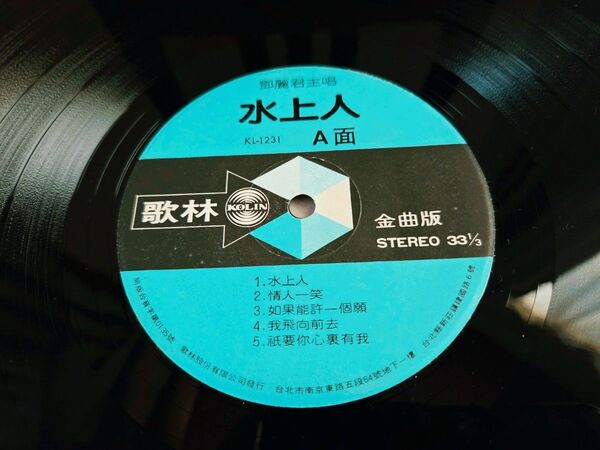 鄧麗君主唱
水上人
KL-1231 A面
歌林 KOLIN 金曲版
STEREO 33⅓
1.水上人
2.情人一笑
3.如果能許一個願
4.我飛向前去
5.祇要你心裏有我
歌林股份有限公司發行 台北市南京東路五段64號地下一樓